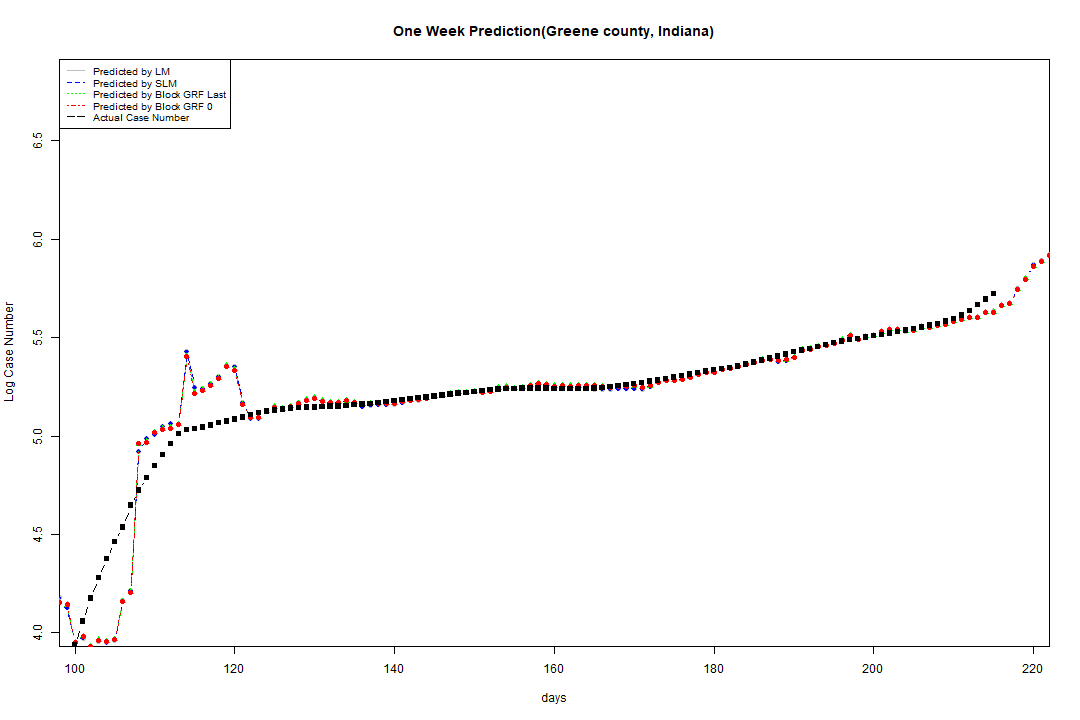 One Week Prediction(Greene county, Indiana)
Predicted by LM
Predicted by SLM
Predicted by Block GRF Last
Predicted by Block GRF 0
Actual Case Number
6.5
6.0
5.5
5.0
4.5
4.0
Log Case Number
100 120 140 160 180 200 220
days